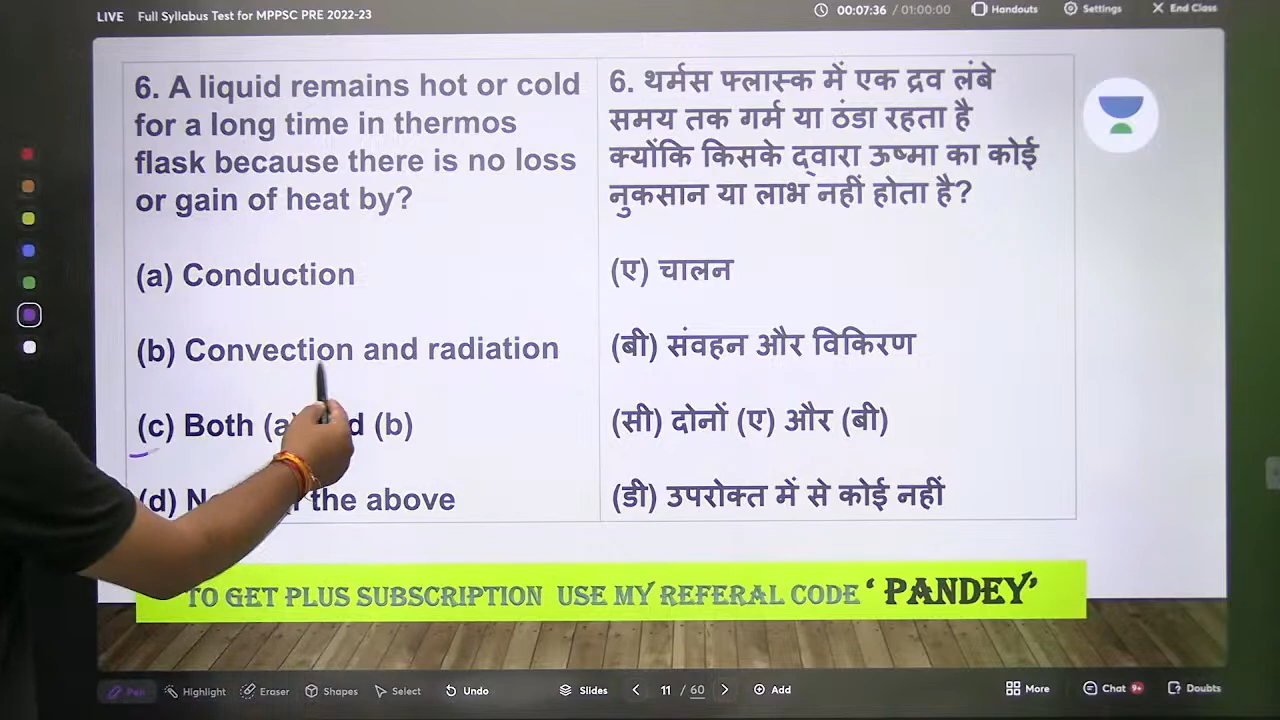 LIVE Full Syllabus Test for MPPSC PRE 2022-23
00:07:36 / 01:00:00 Handouts Settings End Class
6. A liquid remains hot or cold
for a long time in thermos
flask because there is no loss
or gain of heat by?
(a) Conduction
(b) Convection and radiation
(c) Both (a) (b)
(d) the above
6. थर्मस फ्लास्क में एक द्रव लंबे
समय तक गर्म या ठंडा रहता है
क्योंकि किसके द्वारा ऊष्मा का कोई
नुकसान या लाभ नहीं होता है?
(ए) चालन
(बी) संवहन और विकिरण
(सी) दोनों (ए) और (बी)
(डी) उपरोक्त में से कोई नहीं
TO GET PLUS SUBSCRIPTION USE MY REFERAL CODE ‘ PANDEY’
Pen Highlight Eraser Shapes Select Undo Slides 11 / 60 Add More Chat 9+ Doubts